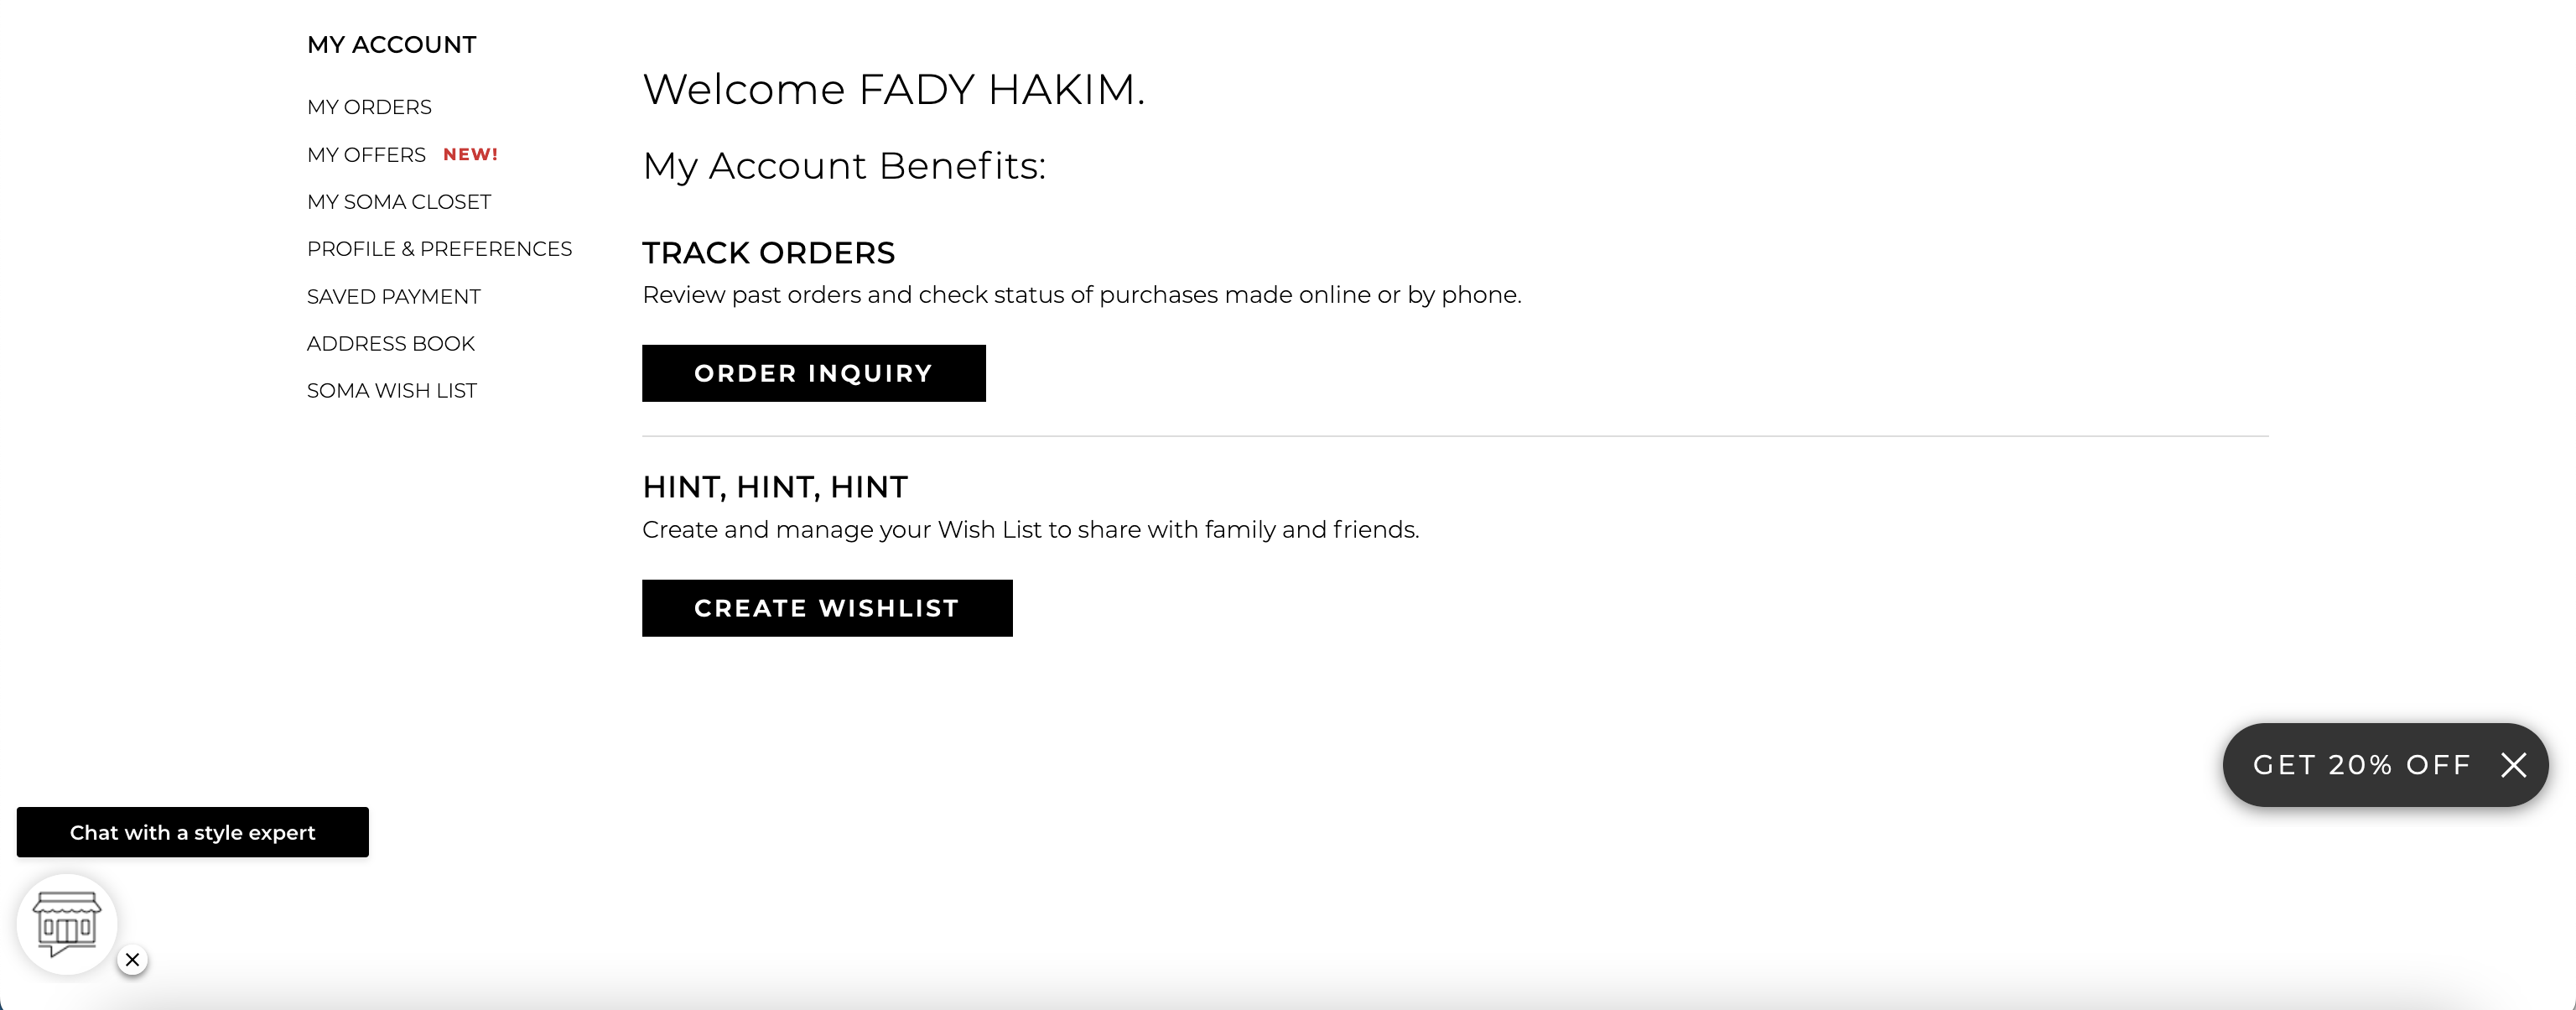 MY ACCOUNT
MY ORDERS
MY OFFERS NEW!
MY SOMA CLOSET
PROFILE & PREFERENCES
SAVED PAYMENT
ADDRESS BOOK
SOMA WISH LIST
Welcome FADY HAKIM.
My Account Benefits:
TRACK ORDERS
Review past orders and check status of purchases made online or by phone.
ORDER INQUIRY
HINT, HINT, HINT
Create and manage your Wish List to share with family and friends.
CREATE WISHLIST
GET 20% OFF
Chat with a style expert